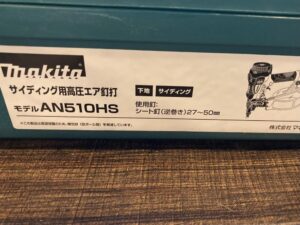 makita
サイディング用高圧エア釘打
モデル AN510HS
下地 サイディング
使用釘:
シート釘(逆巻き)27~50mm
株式会社マ